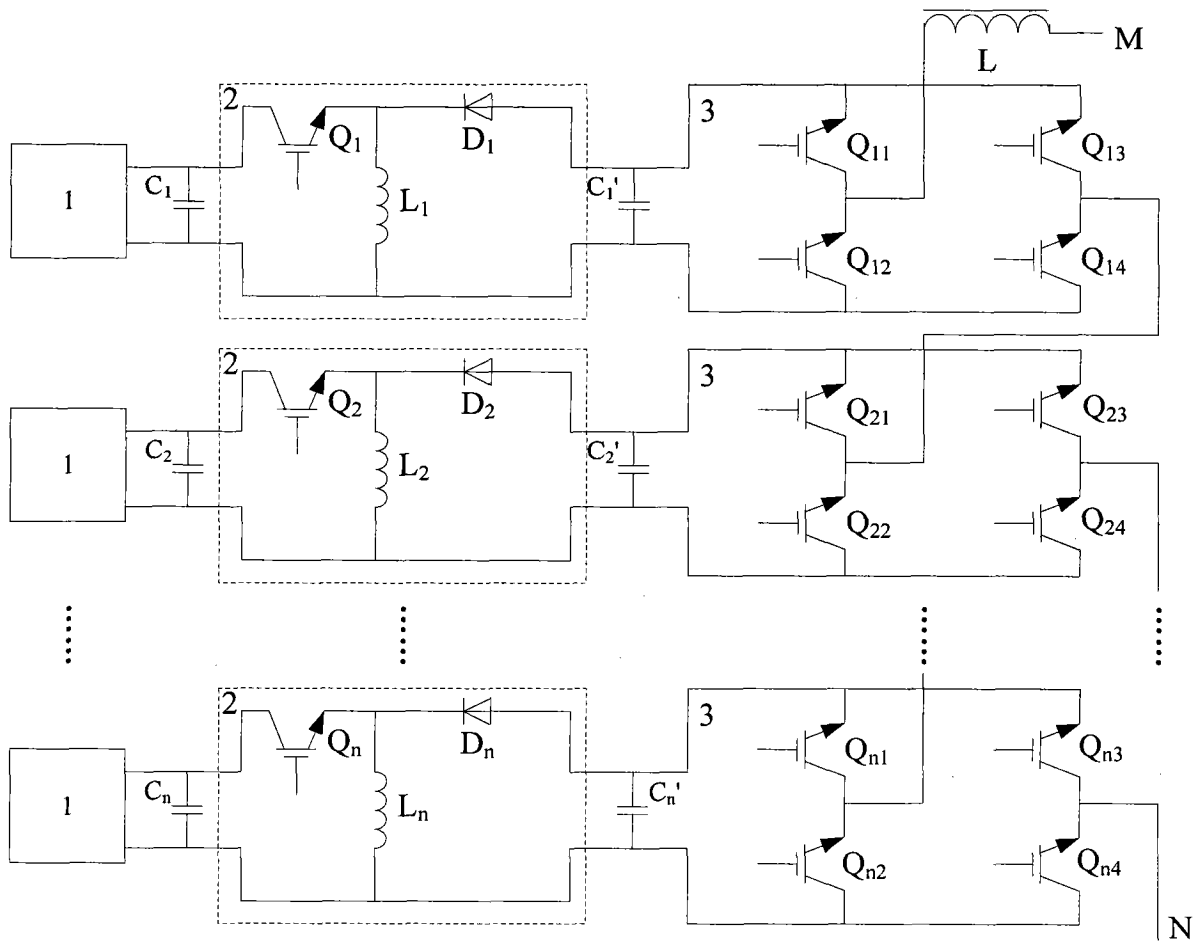 M
L
2
Q₁
D₁
3
Q₁₁
Q₁₃
1
C₁
L₁
C₁'
Q₁₂
Q₁₄
2
Q₂
D₂
3
Q₂₁
Q₂₃
1
C₂
L₂
C₂'
Q₂₂
Q₂₄
2
Qₙ
Dₙ
3
Qₙ₁
Qₙ₃
1
Cₙ
Lₙ
Cₙ'
Qₙ₂
Qₙ₄
N